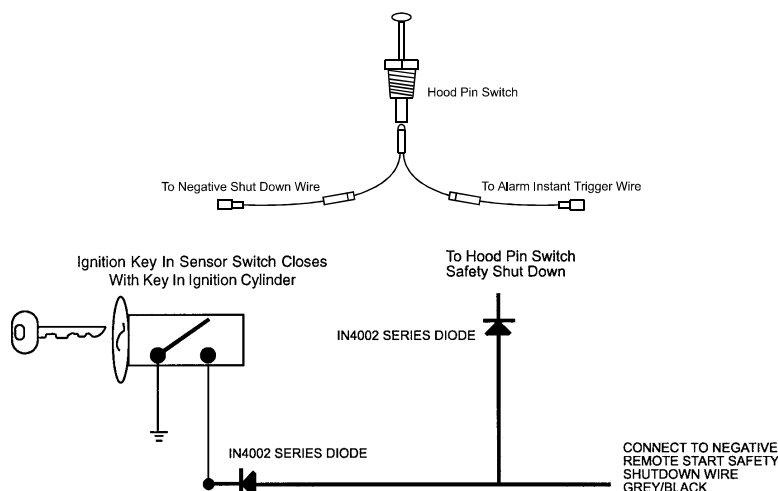 Hood Pin Switch
To Negative Shut Down Wire
To Alarm Instant Trigger Wire
Ignition Key In Sensor Switch Closes
With Key In Ignition Cylinder
To Hood Pin Switch
Safety Shut Down
IN4002 SERIES DIODE
IN4002 SERIES DIODE
CONNECT TO NEGATIVE
REMOTE START SAFETY
SHUTDOWN WIRE
GREY/BLACK